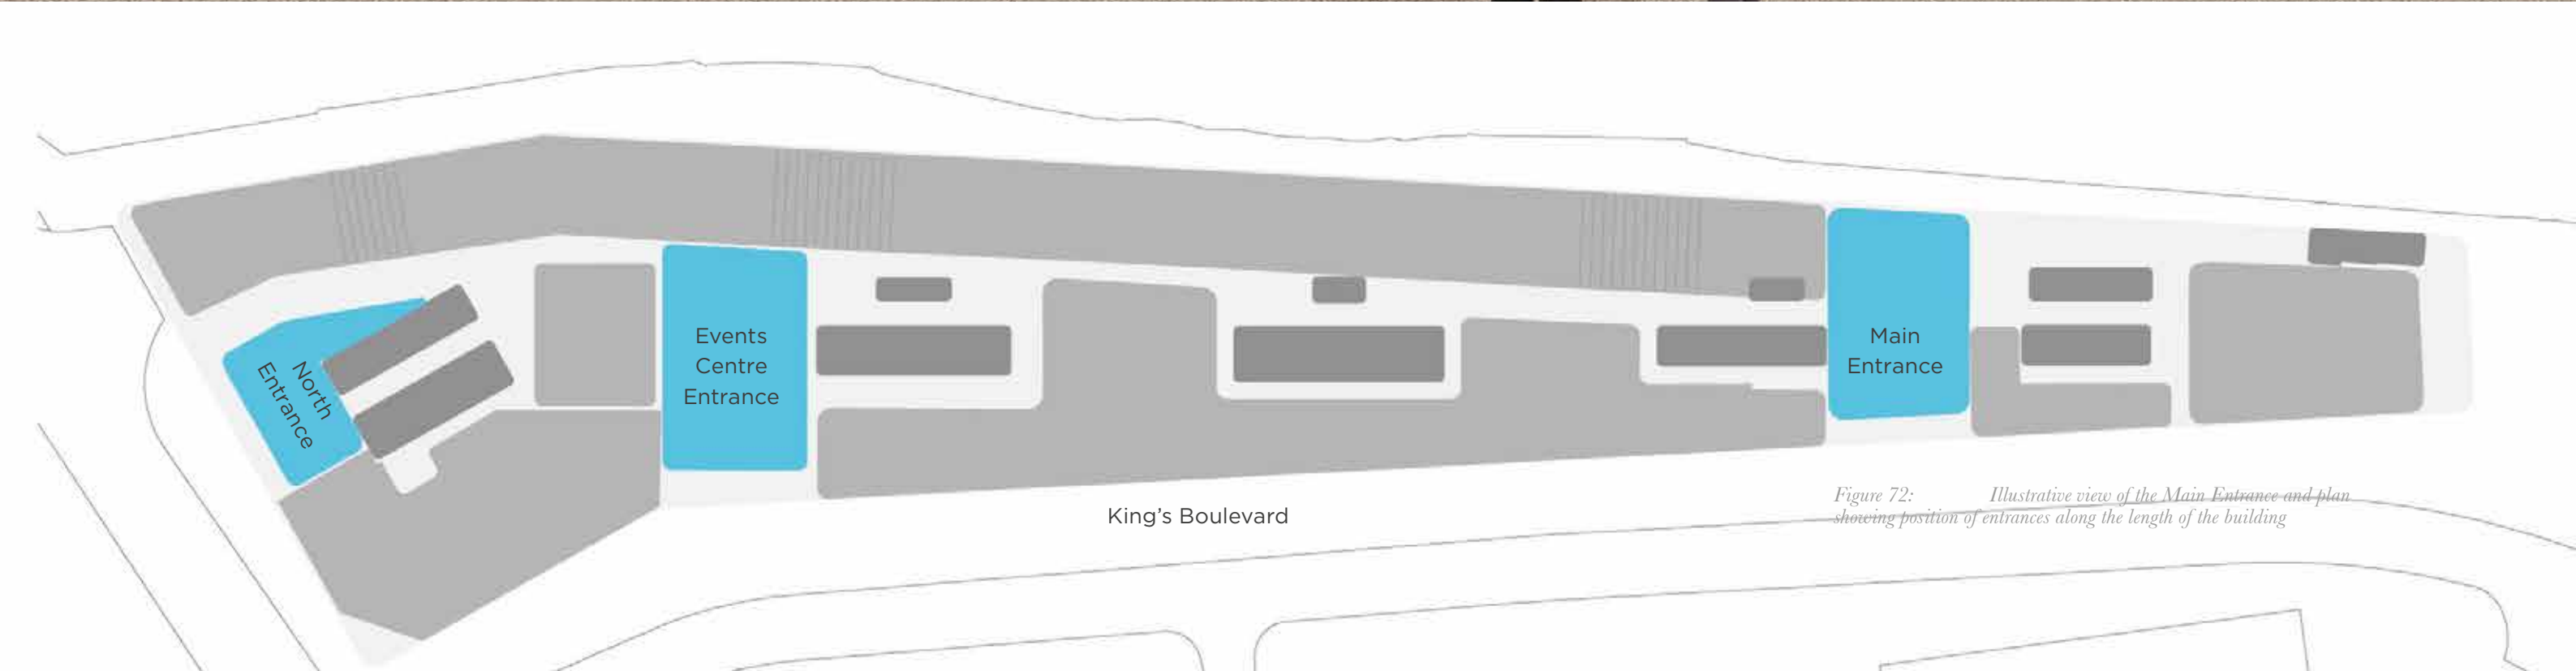 North
Entrance
Events
Centre
Entrance
Main
Entrance
King’s Boulevard
Figure 72: Illustrative view of the Main Entrance and plan
showing position of entrances along the length of the building